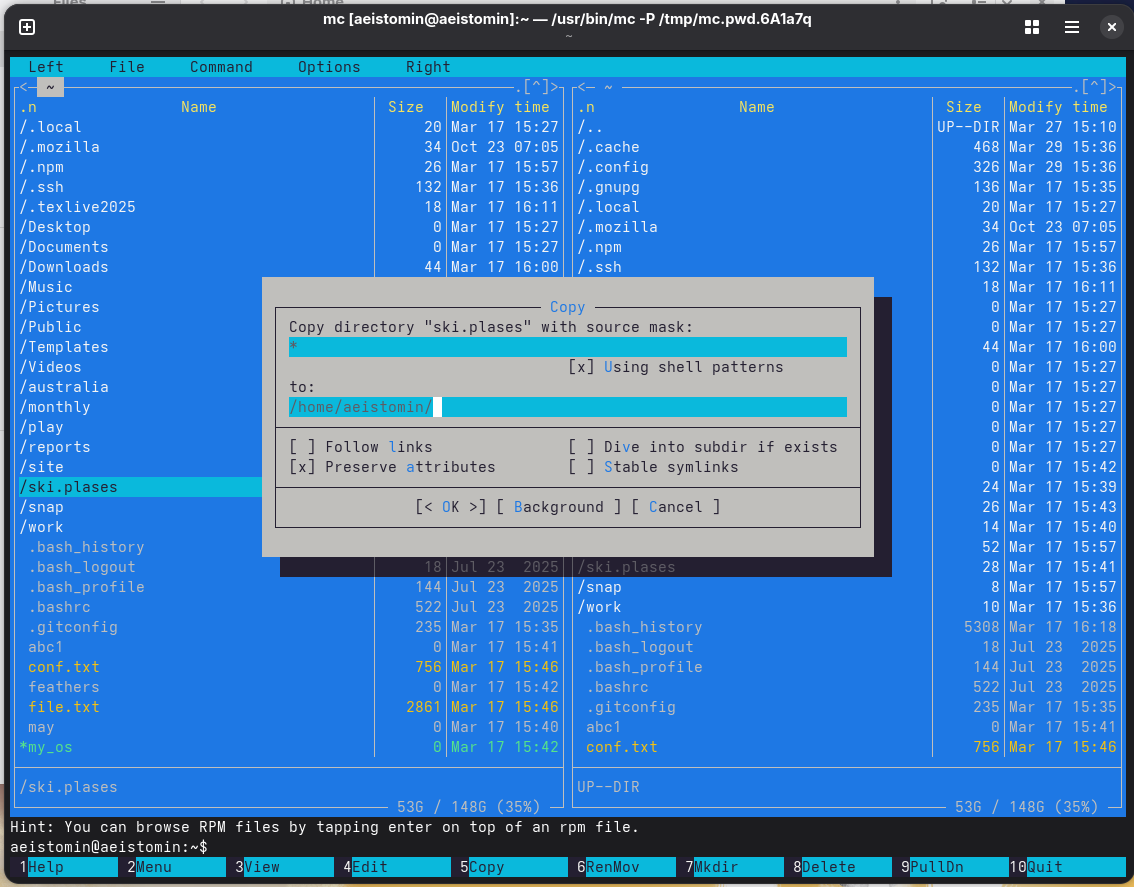 Files
Home
mc [aeistomin@aeistomin]:~ — /usr/bin/mc -P /tmp/mc.pwd.6A1a7q
~
Left File Command Options Right
<─ ~ ─.[^]>
.n Name Size Modify time
/.local 20 Mar 17 15:27
/.mozilla 34 Oct 23 07:05
/.npm 26 Mar 17 15:57
/.ssh 132 Mar 17 15:36
/.texlive2025 18 Mar 17 16:11
/Desktop 0 Mar 17 15:27
/Documents 0 Mar 17 15:27
/Downloads 44 Mar 17 16:00
/Music
/Pictures
/Public
/Templates
/Videos
/australia
/monthly
/play
/reports
/site
/ski.plases
/snap
/work
.bash_history
.bash_logout 18 Jul 23 2025
.bash_profile 144 Jul 23 2025
.bashrc 522 Jul 23 2025
.gitconfig 235 Mar 17 15:35
abc1 0 Mar 17 15:41
conf.txt 756 Mar 17 15:46
feathers 0 Mar 17 15:42
file.txt 2861 Mar 17 15:46
may 0 Mar 17 15:40
*my_os 0 Mar 17 15:42
/ski.plases
53G / 148G (35%)
<─ ~ ─.[^]>
.n Name Size Modify time
/.. UP--DIR Mar 27 15:10
/.cache 468 Mar 29 15:36
/.config 326 Mar 29 15:36
/.gnupg 136 Mar 17 15:35
/.local 20 Mar 17 15:27
/.mozilla 34 Oct 23 07:05
/.npm 26 Mar 17 15:57
/.ssh 132 Mar 17 15:36
18 Mar 17 16:11
0 Mar 17 15:27
0 Mar 17 15:27
44 Mar 17 16:00
0 Mar 17 15:27
0 Mar 17 15:27
0 Mar 17 15:27
0 Mar 17 15:27
0 Mar 17 15:27
0 Mar 17 15:42
24 Mar 17 15:39
26 Mar 17 15:43
14 Mar 17 15:40
52 Mar 17 15:57
/ski.plases 28 Mar 17 15:41
/snap 8 Mar 17 15:57
/work 10 Mar 17 15:36
.bash_history 5308 Mar 17 16:18
.bash_logout 18 Jul 23 2025
.bash_profile 144 Jul 23 2025
.bashrc 522 Jul 23 2025
.gitconfig 235 Mar 17 15:35
abc1 0 Mar 17 15:41
conf.txt 756 Mar 17 15:46
UP--DIR
53G / 148G (35%)
Copy
Copy directory "ski.plases" with source mask:
*
[x] Using shell patterns
to:
/home/aeistomin/
[ ] Follow links [ ] Dive into subdir if exists
[x] Preserve attributes [ ] Stable symlinks
[< OK >] [ Background ] [ Cancel ]
Hint: You can browse RPM files by tapping enter on top of an rpm file.
aeistomin@aeistomin:~$
1Help 2Menu 3View 4Edit 5Copy 6RenMov 7Mkdir 8Delete 9PullDn 10Quit